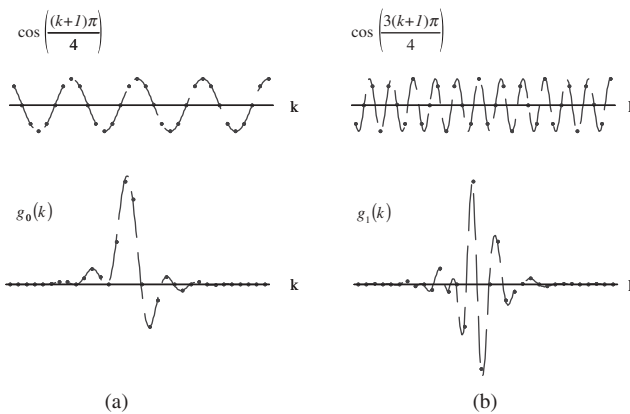 cos((k+1)π/4)
cos(3(k+1)π/4)
k
g₀(k)
g₁(k)
k
(a)
(b)